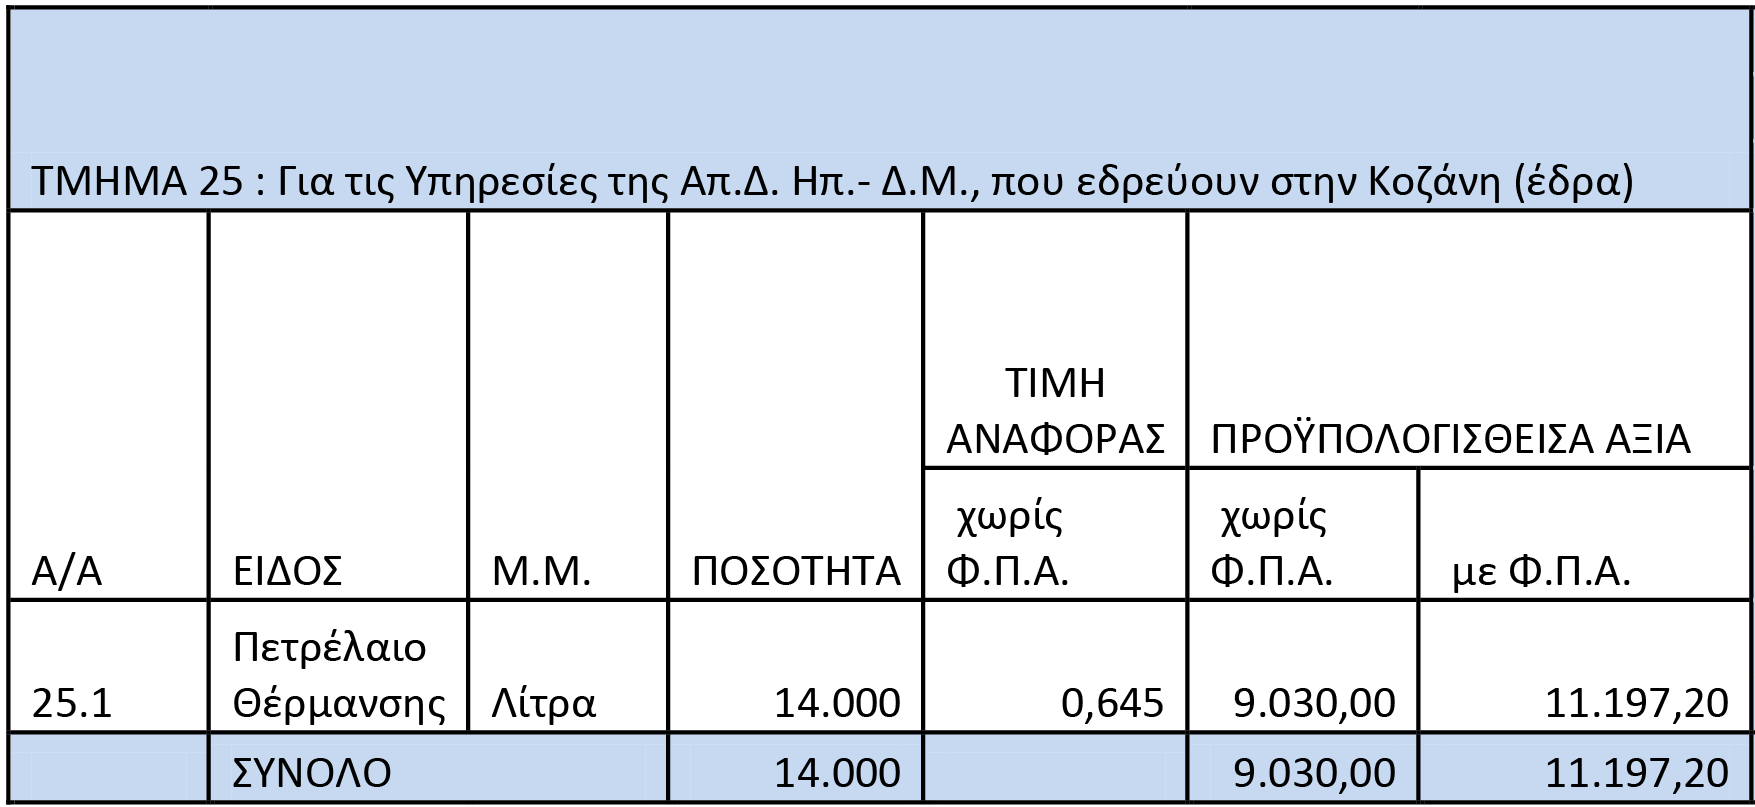 ΤΜΗΜΑ 25 : Για τις Υπηρεσίες της Απ.Δ. Ηπ.- Δ.Μ., που εδρεύουν στην Κοζάνη (έδρα)
ΤΙΜΗ
ΑΝΑΦΟΡΑΣ ΠΡΟΫΠΟΛΟΓΙΣΘΕΙΣΑ ΑΞΙΑ
χωρίς χωρίς
Α/Α ΕΙΔΟΣ Μ.Μ. ΠΟΣΟΤΗΤΑ Φ.Π.Α. Φ.Π.Α. με Φ.Π.Α.
Πετρέλαιο
25.1 Θέρμανσης Λίτρα 14.000 0,645 9.030,00 11.197,20
ΣΥΝΟΛΟ 14.000 9.030,00 11.197,20